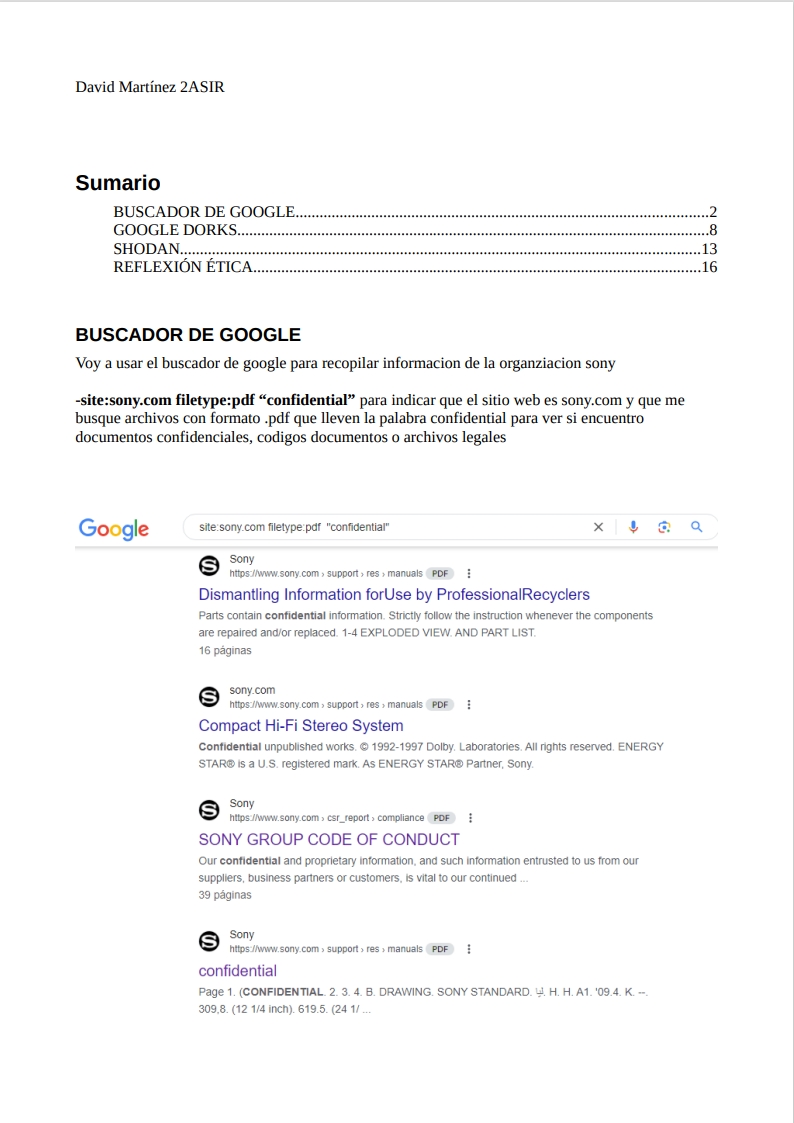 David Martínez 2ASIR
Sumario
BUSCADOR DE GOOGLE..........................................................................................................2
GOOGLE DORKS.....................................................................................................................8
SHODAN.................................................................................................................................13
REFLEXIÓN ÉTICA................................................................................................................16
BUSCADOR DE GOOGLE
Voy a usar el buscador de google para recopilar informacion de la organziacion sony
-site:sony.com filetype:pdf “confidential” para indicar que el sitio web es sony.com y que me
busque archivos con formato .pdf que lleven la palabra confidential para ver si encuentro
documentos confidenciales, codigos documentos o archivos legales
Google site:sony.com filetype:pdf "confidential"
Sony
https://www.sony.com › support › res › manuals PDF
Dismantling Information forUse by ProfessionalRecyclers
Parts contain confidential information. Strictly follow the instruction whenever the components
are repaired and/or replaced. 1-4 EXPLODED VIEW. AND PART LIST.
16 páginas
sony.com
https://www.sony.com › support › res › manuals PDF
Compact Hi-Fi Stereo System
Confidential unpublished works. © 1992-1997 Dolby. Laboratories. All rights reserved. ENERGY
STAR® is a U.S. registered mark. As ENERGY STAR® Partner, Sony.
Sony
https://www.sony.com › csr_report › compliance PDF
SONY GROUP CODE OF CONDUCT
Our confidential and proprietary information, and such information entrusted to us from our
suppliers, business partners or customers, is vital to our continued ...
39 páginas
Sony
https://www.sony.com › support › res › manuals PDF
confidential
Page 1. (CONFIDENTIAL. 2. 3. 4. B. DRAWING. SONY STANDARD. H. H. A1. '09.4. K. --.
309,8. (12 1/4 inch). 619.5. (24 1/ ...